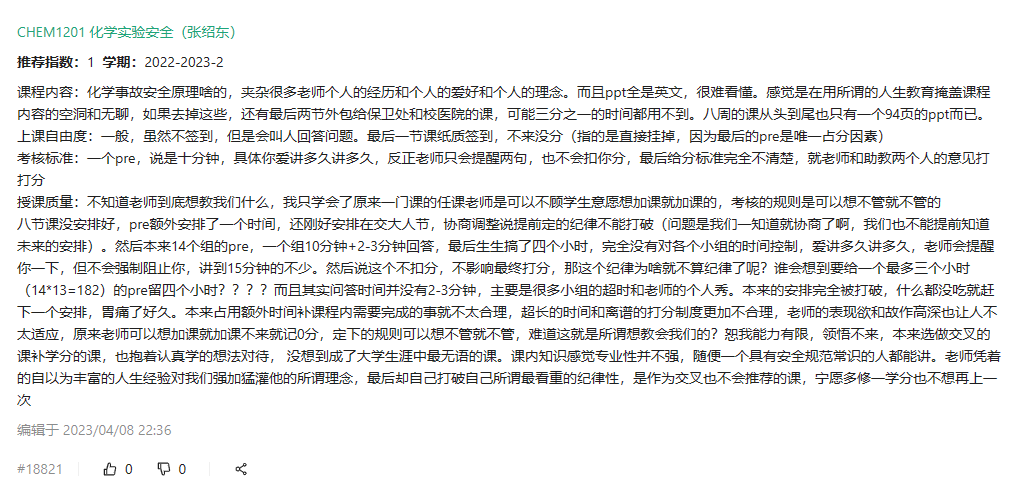 CHEM1201 化学实验安全（张绍东）
推荐指数：1 学期：2022-2023-2
课程内容：化学事故安全原理啥的，夹杂很多老师个人的经历和个人的爱好和个人的理念。而且ppt全是英文，很难看懂。感觉是在用所谓的人生教育掩盖课程
内容的空洞和无聊，如果去掉这些，还有最后两节外包给保卫处和校医院的课，可能三分之一的时间都用不到。八周的课从头到尾也只有一个94页的ppt而已。
上课自由度：一般，虽然不签到，但是会叫人回答问题。最后一节课纸质签到，不来没分（指的是直接挂掉，因为最后的pre是唯一占分因素）
考核标准：一个pre，说是十分钟，具体你爱讲多久讲多久，反正老师只会提醒两句，也不会扣你分，最后给分标准完全不清楚，就老师和助教两个人的意见打
打分
授课质量：不知道老师到底想教我们什么，我只学会了原来一门课的任课老师是可以不顾学生意愿想加课就加课的，考核的规则是可以想不管就不管的
八节课没安排好，pre额外安排了一个时间，还刚好安排在交大人节，协商调整说提前定的纪律不能打破（问题是我们一知道就协商了啊，我们也不能提前知道
未来的安排）。然后本来14个组的pre，一个组10分钟+2-3分钟回答，最后生生搞了四个小时，完全没有对各个小组的时间控制，爱讲多久讲多久，老师会提醒
你一下，但不会强制阻止你，讲到15分钟的不少。然后说这个不扣分，不影响最终打分，那这个纪律为啥就不算纪律了呢？谁会想到要给一个最多三个小时
（14*13=182）的pre留四个小时？？？？而且其实问答时间并没有2-3分钟，主要是很多小组的超时和老师的个人秀。本来的安排完全被打破，什么都没吃就赶
下一个安排，胃痛了好久。本来占用额外时间补课程内需要完成的事就不太合理，超长的时间和离谱的打分制度更加不合理，老师的表现欲和故作高深也让人不
太适应，原来老师可以想加课就加课不来就记0分，定下的规则可以想不管就不管，难道这就是所谓想教会我们的？恕我能力有限，领悟不来，本来选做交叉的
课补学分的课，也抱着认真学的想法对待， 没想到成了大学生涯中最无语的课。课内知识感觉专业性并不强，随便一个具有安全规范常识的人都能讲。老师凭着
的自以为丰富的人生经验对我们强加猛灌他的所谓理念，最后却自己打破自己所谓最看重的纪律性，是作为交叉也不会推荐的课，宁愿多修一学分也不想再上一
次
编辑于 2023/04/08 22:36
#18821 0 0